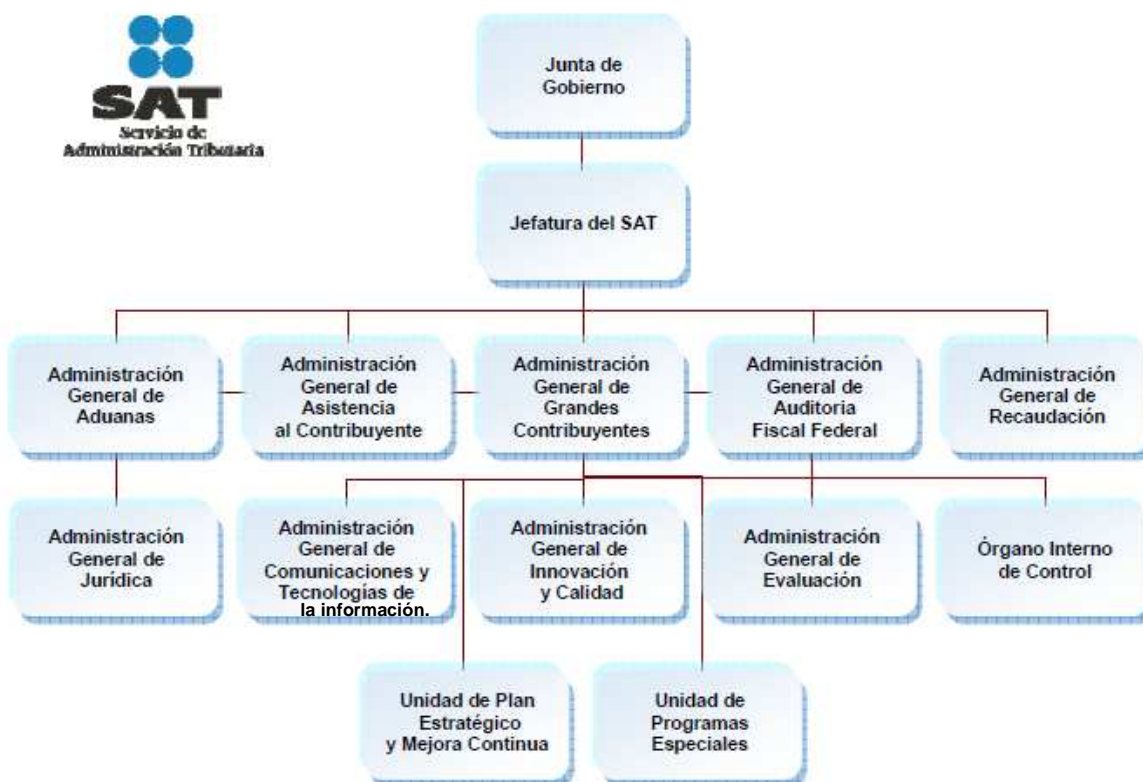 SAT
Servicio de
Administración Tributaria
Junta de
Gobierno
Jefatura del SAT
Administración
General de
Aduanas
Administración
General de
Asistencia
al Contribuyente
Administración
General de
Grandes
Contribuyentes
Administración
General de
Auditoria
Fiscal Federal
Administración
General de
Recaudación
Administración
General de
Jurídica
Administración
General de
Comunicaciones y
Tecnologías de
la información.
Administración
General de
Innovación
y Calidad
Administración
General de
Evaluación
Órgano Interno
de Control
Unidad de Plan
Estratégico
y Mejora Continua
Unidad de
Programas
Especiales